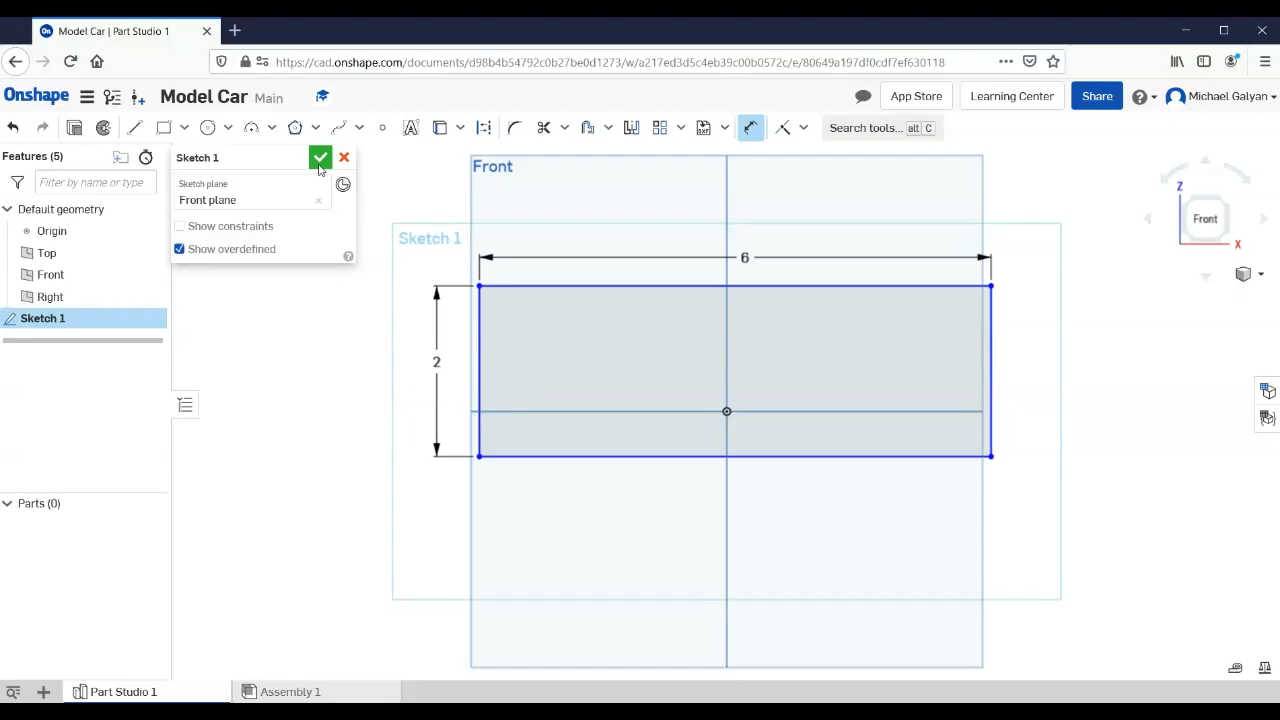 On Model Car | Part Studio 1
https://cad.onshape.com/documents/d98b4b54790c0b27be0d1273/w/a217ed3d5c4eb39c00b0572c/e/80649a197df0cdf7ef630118
Onshape
Model Car Main
App Store
Learning Center
Share
Michael Galyan
Search tools... alt C
Features (5)
Filter by name or type
Default geometry
Origin
Top
Front
Right
Sketch 1
Parts (0)
Sketch 1
Sketch plane
Front plane
Show constraints
Show overdefined
Front
Sketch 1
6
2
Z
Front
X
Part Studio 1
Assembly 1